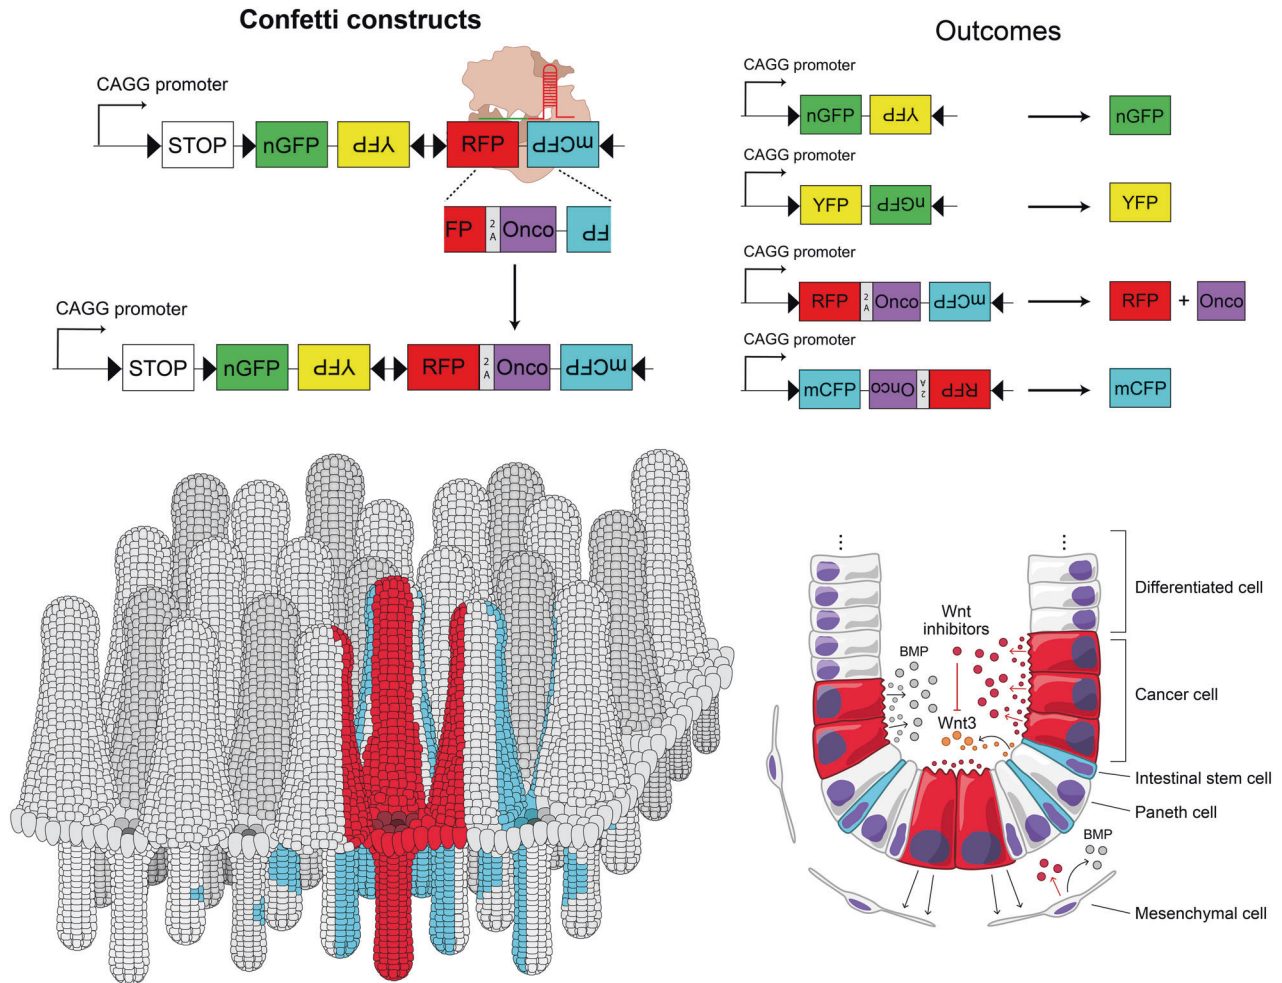 Confetti constructs
CAGG promoter
STOP
nGFP
YFP
RFP
mCFP
FP
2A
Onco
FP
CAGG promoter
STOP
nGFP
YFP
RFP
2A
Onco
mCFP
Outcomes
CAGG promoter
nGFP
YFP
nGFP
CAGG promoter
YFP
nGFP
YFP
CAGG promoter
RFP
2A
Onco
mCFP
RFP + Onco
CAGG promoter
mCFP
Onco
2A
RFP
mCFP
Differentiated cell
Wnt
inhibitors
BMP
Cancer cell
Wnt3
Intestinal stem cell
Paneth cell
BMP
Mesenchymal cell